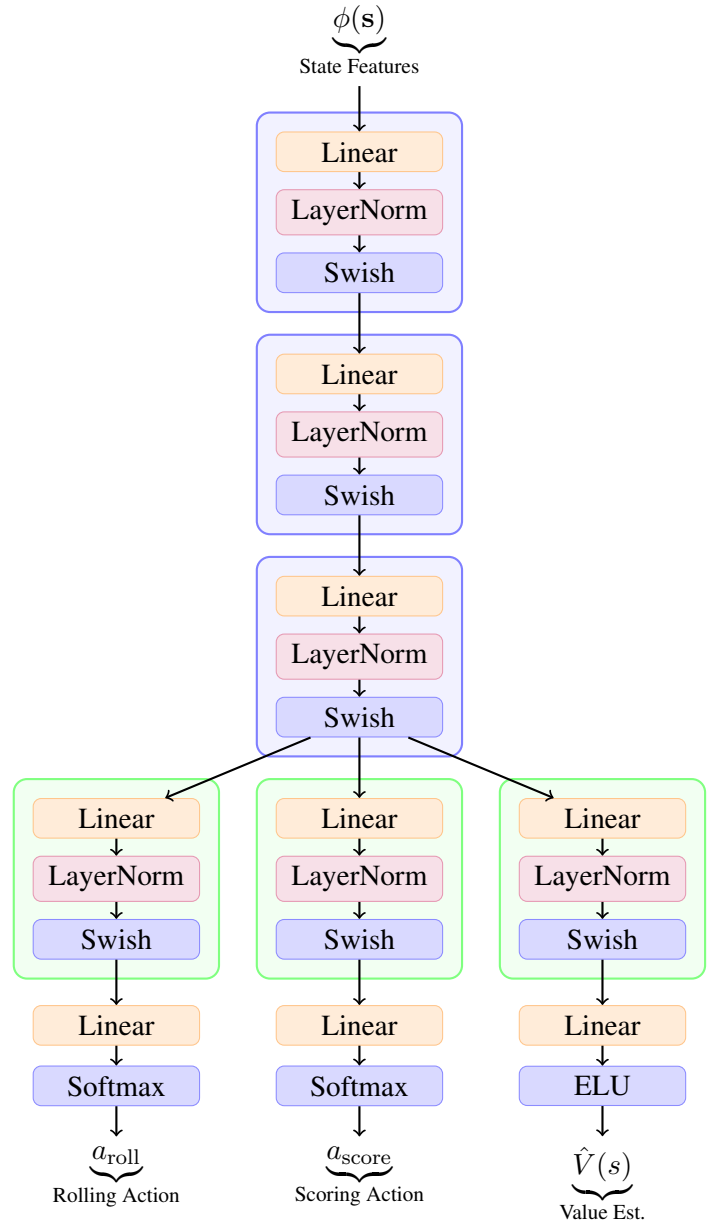 ϕ(s)
State Features
Linear
LayerNorm
Swish
Linear
LayerNorm
Swish
Linear
LayerNorm
Swish
Linear
LayerNorm
Swish
Linear
Softmax
a_roll
Rolling Action
Linear
LayerNorm
Swish
Linear
Softmax
a_score
Scoring Action
Linear
LayerNorm
Swish
Linear
ELU
V̂(s)
Value Est.